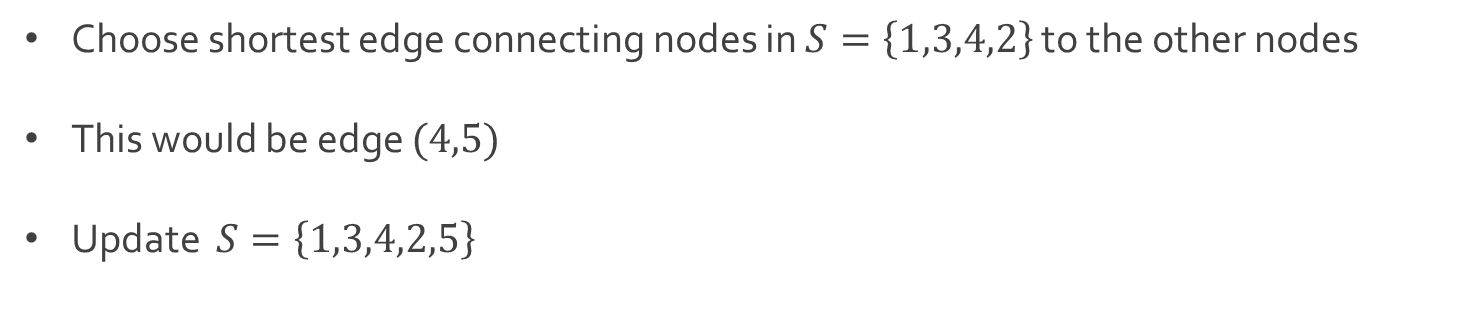 • Choose shortest edge connecting nodes in S = {1,3,4,2} to the other nodes
• This would be edge (4,5)
• Update S = {1,3,4,2,5}